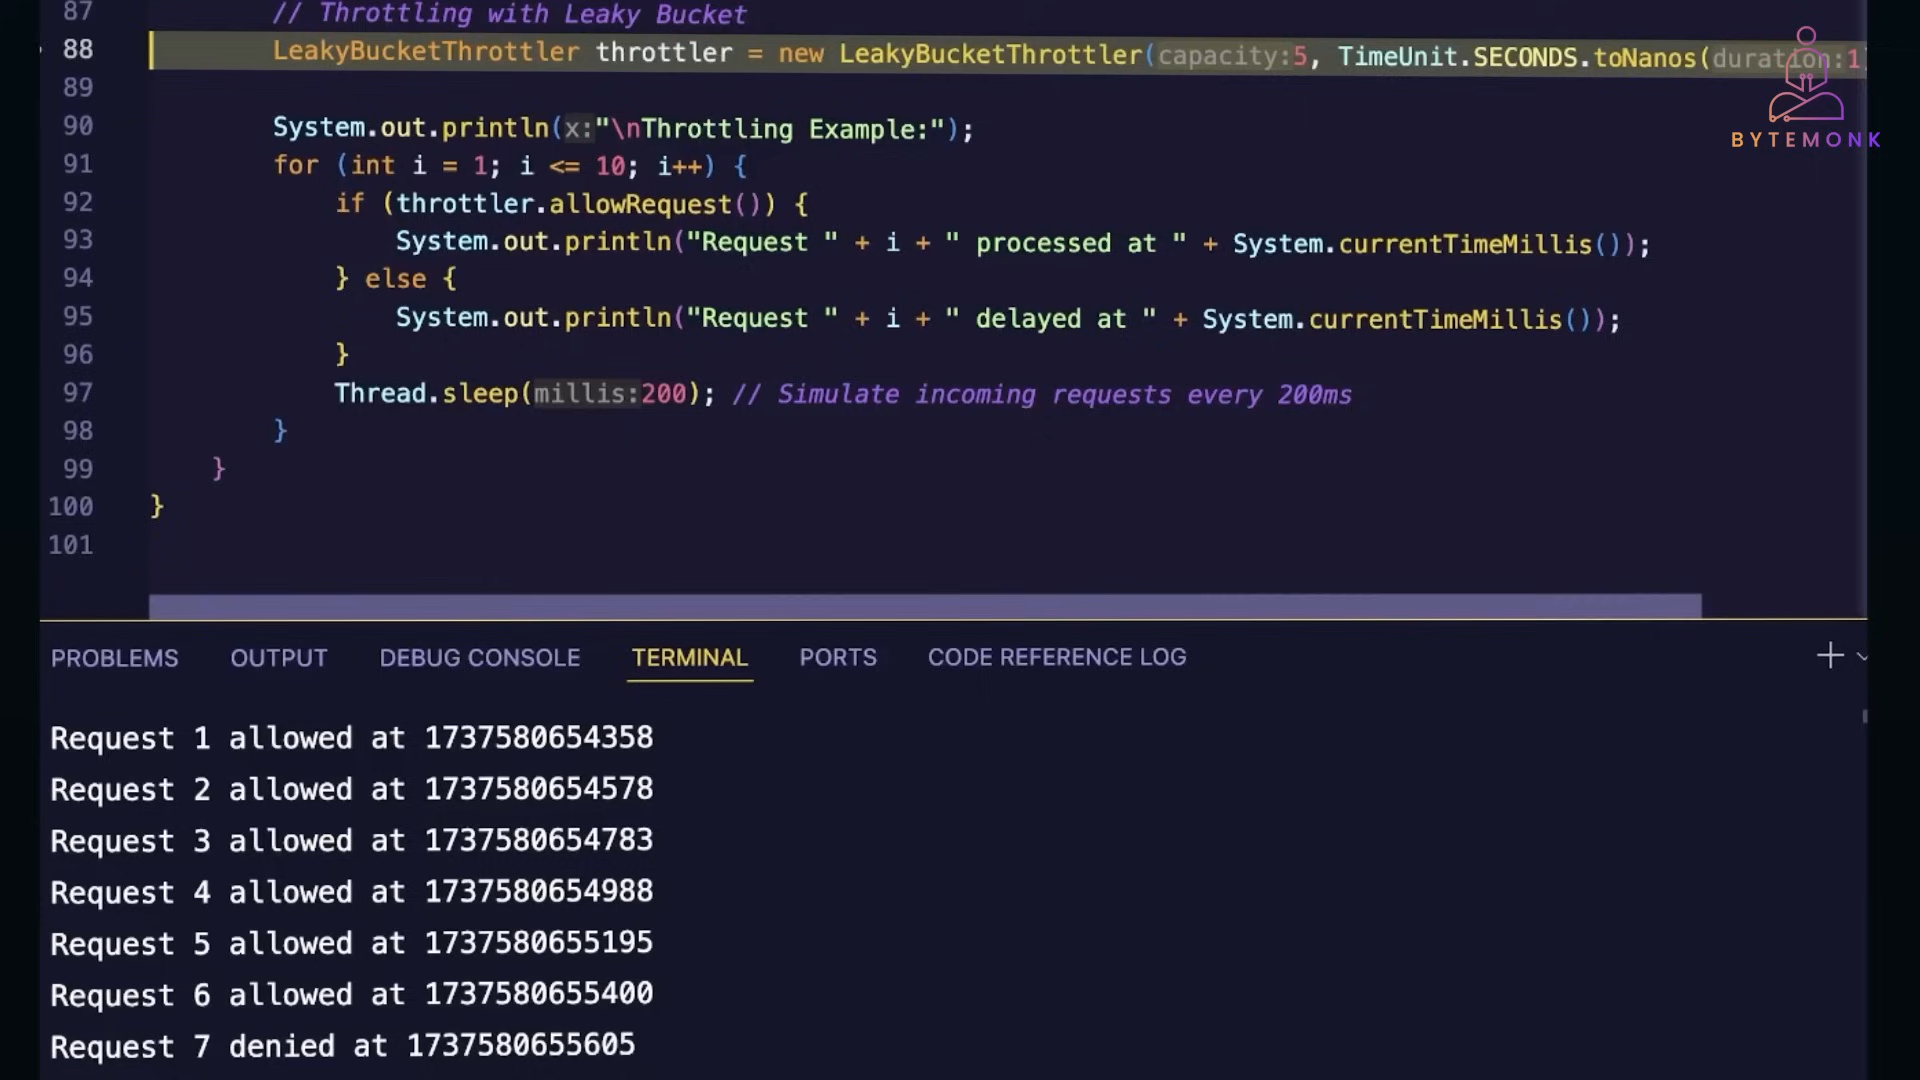 87 // Throttling with Leaky Bucket
88 LeakyBucketThrottler throttler = new LeakyBucketThrottler(capacity:5, TimeUnit.SECONDS.toNanos(duration:1
BYTEMONK
89
90 System.out.println(x:"\nThrottling Example:");
91 for (int i = 1; i <= 10; i++) {
92 if (throttler.allowRequest()) {
93 System.out.println("Request " + i + " processed at " + System.currentTimeMillis());
94 } else {
95 System.out.println("Request " + i + " delayed at " + System.currentTimeMillis());
96 }
97 Thread.sleep(millis:200); // Simulate incoming requests every 200ms
98 }
99 }
100 }
101
PROBLEMS OUTPUT DEBUG CONSOLE TERMINAL PORTS CODE REFERENCE LOG
Request 1 allowed at 1737580654358
Request 2 allowed at 1737580654578
Request 3 allowed at 1737580654783
Request 4 allowed at 1737580654988
Request 5 allowed at 1737580655195
Request 6 allowed at 1737580655400
Request 7 denied at 1737580655605